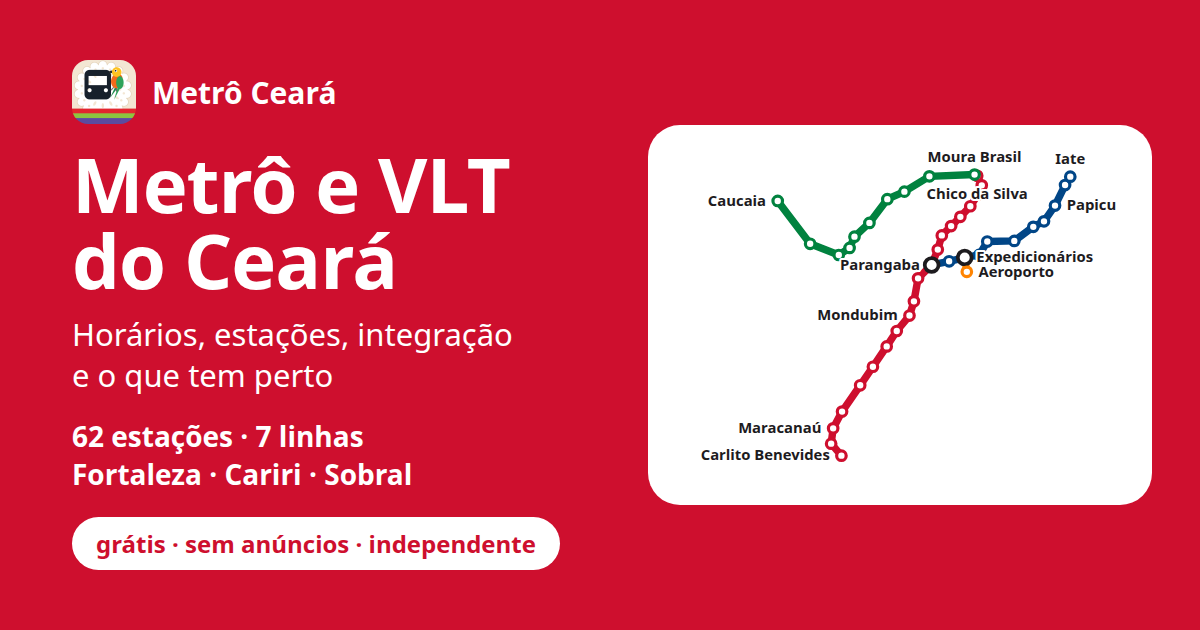 Metrô Ceará
Metrô e VLT
do Ceará
Horários, estações, integração
e o que tem perto
62 estações · 7 linhas
Fortaleza · Cariri · Sobral
grátis · sem anúncios · independente
Moura Brasil
Iate
Chico da Silva
Caucaia
Papicu
Expedicionários
Parangaba
Aeroporto
Mondubim
Maracanaú
Carlito Benevides